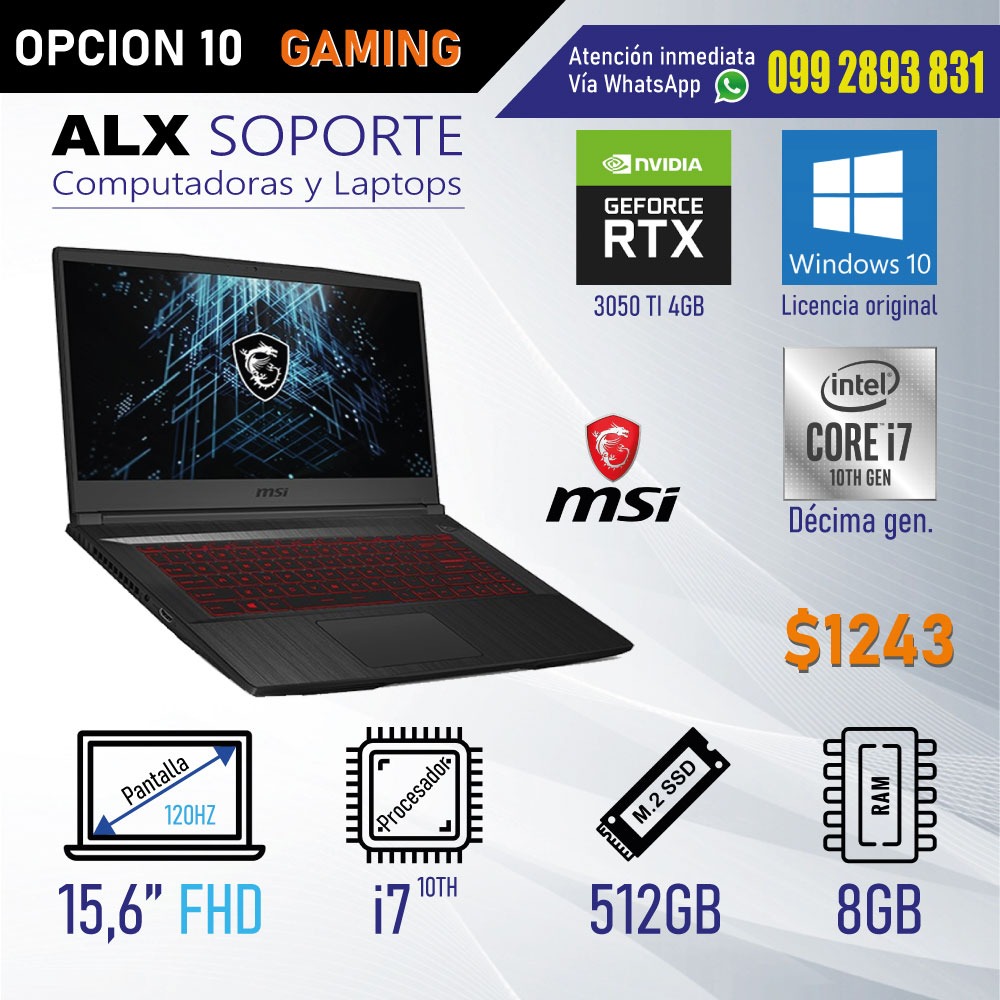 OPCION 10 GAMING
Atención inmediata
Vía WhatsApp
099 2893 831
ALX SOPORTE
Computadoras y Laptops
NVIDIA
GEFORCE
RTX
3050 TI 4GB
Windows 10
Licencia original
intel
CORE i7
10TH GEN
Décima gen.
msi
msi
$1243
Pantalla
120HZ
15,6” FHD
Procesador
i7 10TH
M.2 SSD
512GB
RAM
8GB